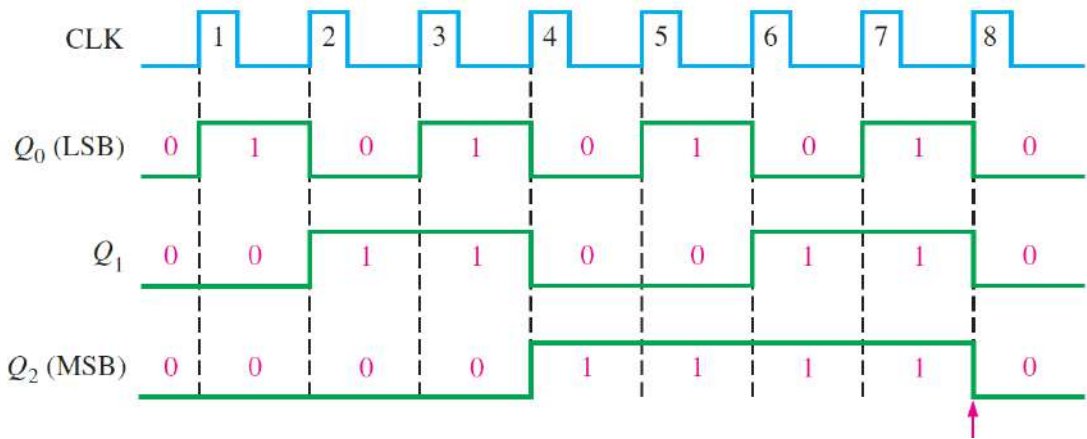 CLK 1 2 3 4 5 6 7 8
Q0 (LSB) 0 1 0 1 0 1 0 1 0
Q1 0 0 1 1 0 0 1 1 0
Q2 (MSB) 0 0 0 0 1 1 1 1 0